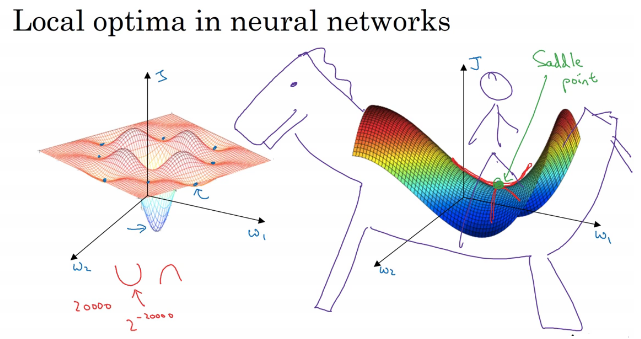 Local optima in neural networks
J
w₁
w₂
20000
2^-20000
J
Saddle
point
w₁
w₂